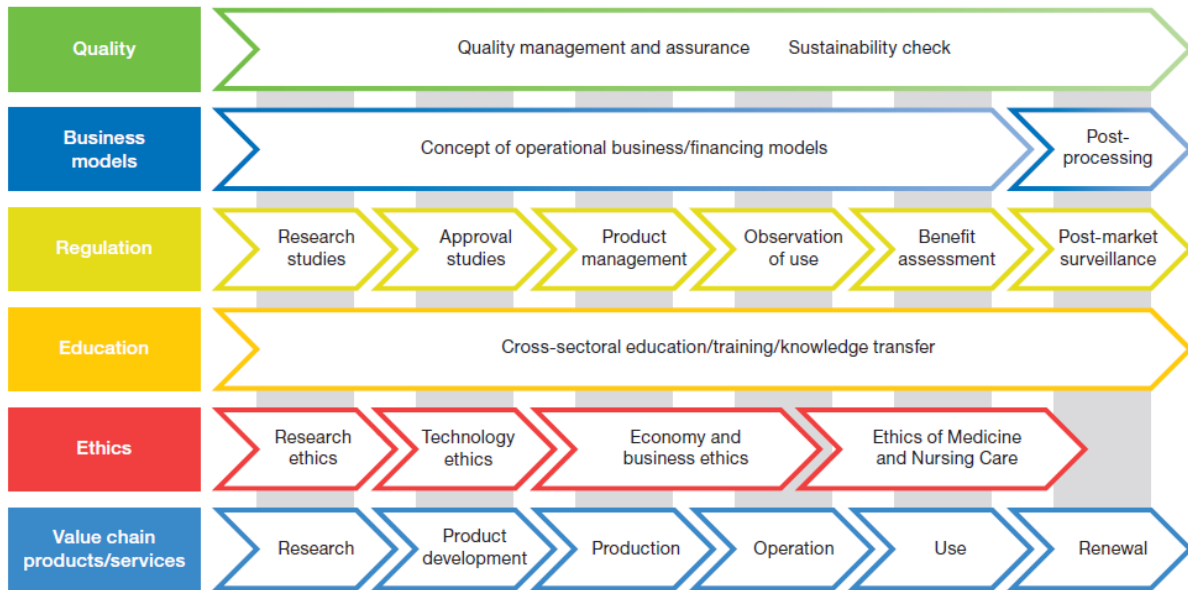 Quality
Quality management and assurance Sustainability check
Business
models
Concept of operational business/financing models
Post-
processing
Regulation
Research
studies
Approval
studies
Product
management
Observation
of use
Benefit
assessment
Post-market
surveillance
Education
Cross-sectoral education/training/knowledge transfer
Ethics
Research
ethics
Technology
ethics
Economy and
business ethics
Ethics of Medicine
and Nursing Care
Value chain
products/services
Research
Product
development
Production
Operation
Use
Renewal